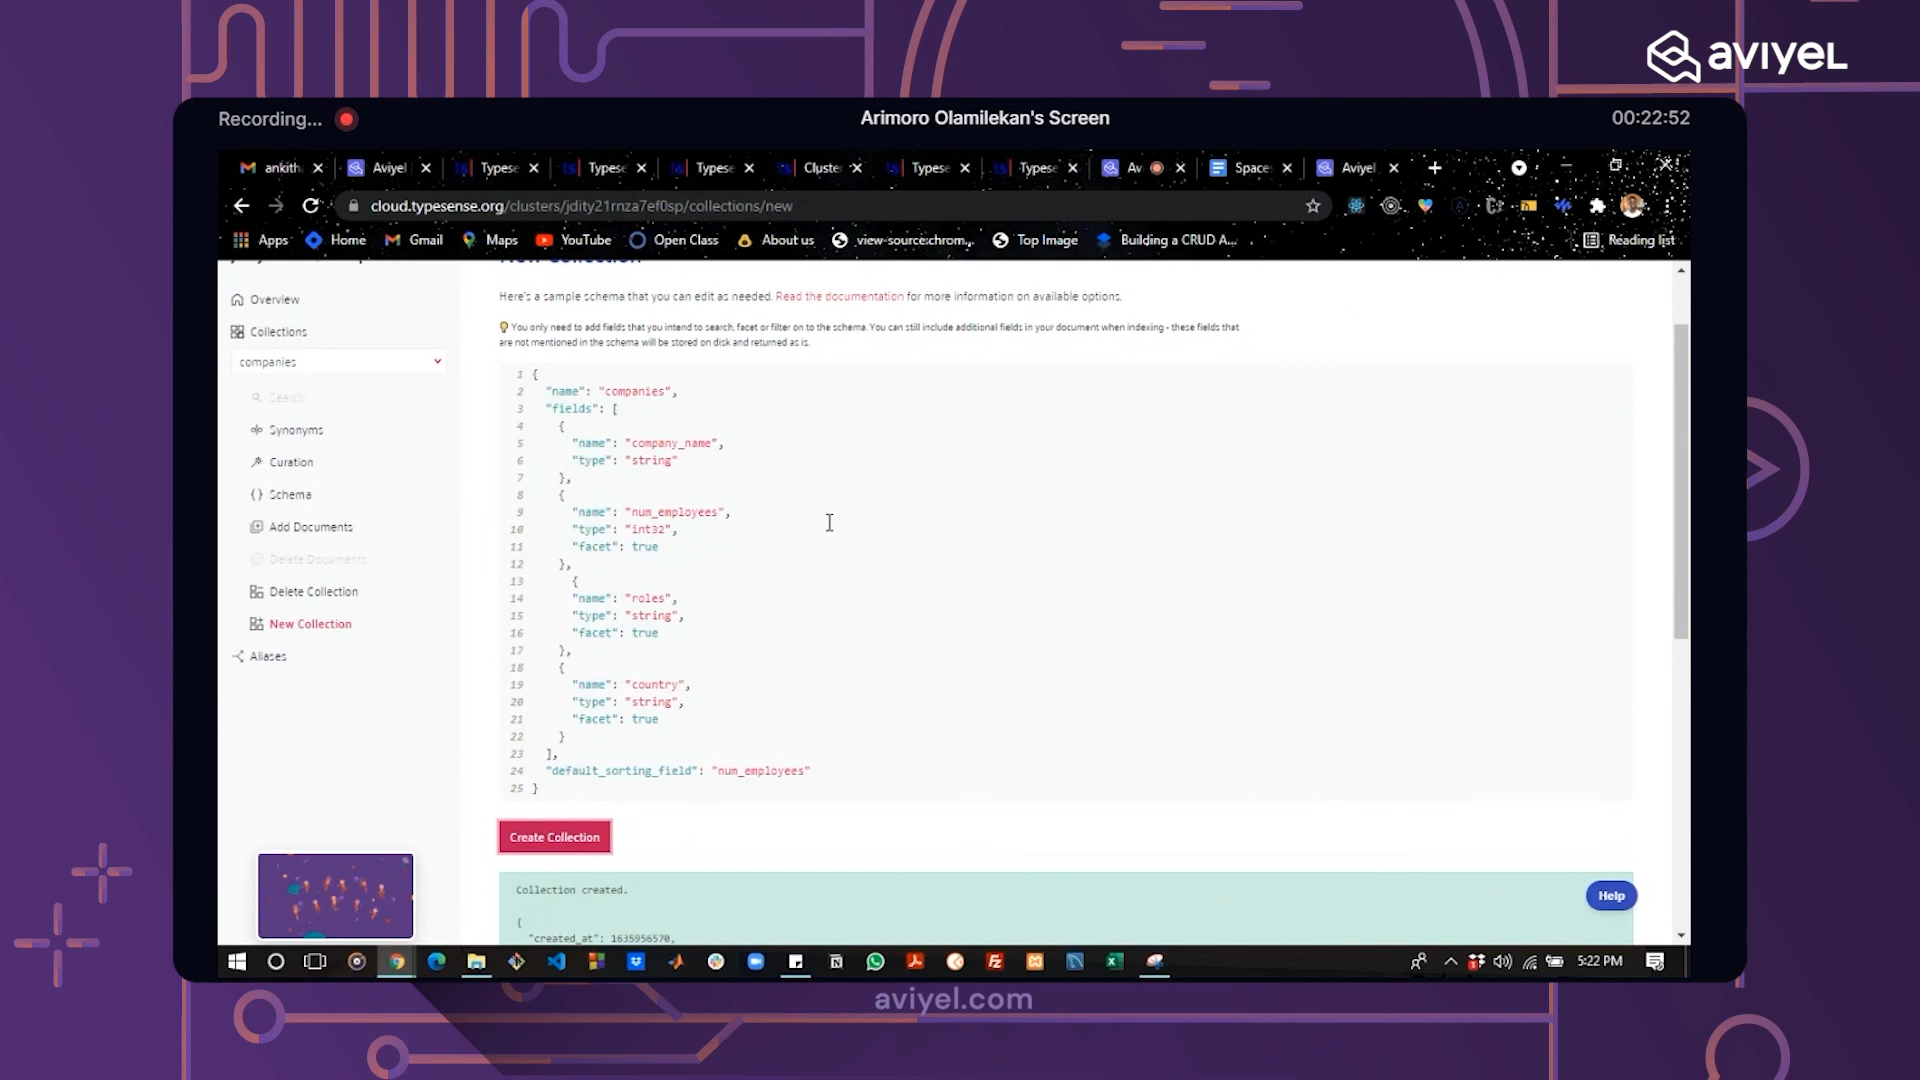 AVIYEL
Recording...
Arimoro Olamilekan's Screen
00:22:52
ankith
Aviyel
Typese
Typese
Typese
Cluste
Typese
Typese
Av
Space
Aviyel
cloud.typesense.org/clusters/jdity21rnza7ef0sp/collections/new
Apps
Home
Gmail
Maps
YouTube
Open Class
About us
view-source:chrom...
Top Image
Building a CRUD A...
Reading list
New Collection
Here's a sample schema that you can edit as needed. Read the documentation for more information on available options.
You only need to add fields that you intend to search, facet or filter on to the schema. You can still include additional fields in your document when indexing - these fields that
are not mentioned in the schema will be stored on disk and returned as is.
Overview
Collections
companies
Search
Synonyms
Curation
{} Schema
Add Documents
Delete Documents
Delete Collection
New Collection
Aliases
1 {
2 "name": "companies",
3 "fields": [
4 {
5 "name": "company_name",
6 "type": "string"
7 },
8 {
9 "name": "num_employees",
10 "type": "int32",
11 "facet": true
12 },
13 {
14 "name": "roles",
15 "type": "string",
16 "facet": true
17 },
18 {
19 "name": "country",
20 "type": "string",
21 "facet": true
22 }
23 ],
24 "default_sorting_field": "num_employees"
25 }
Create Collection
Collection created.
{
"created_at": 1635956570,
Help
5:22 PM
aviyel.com